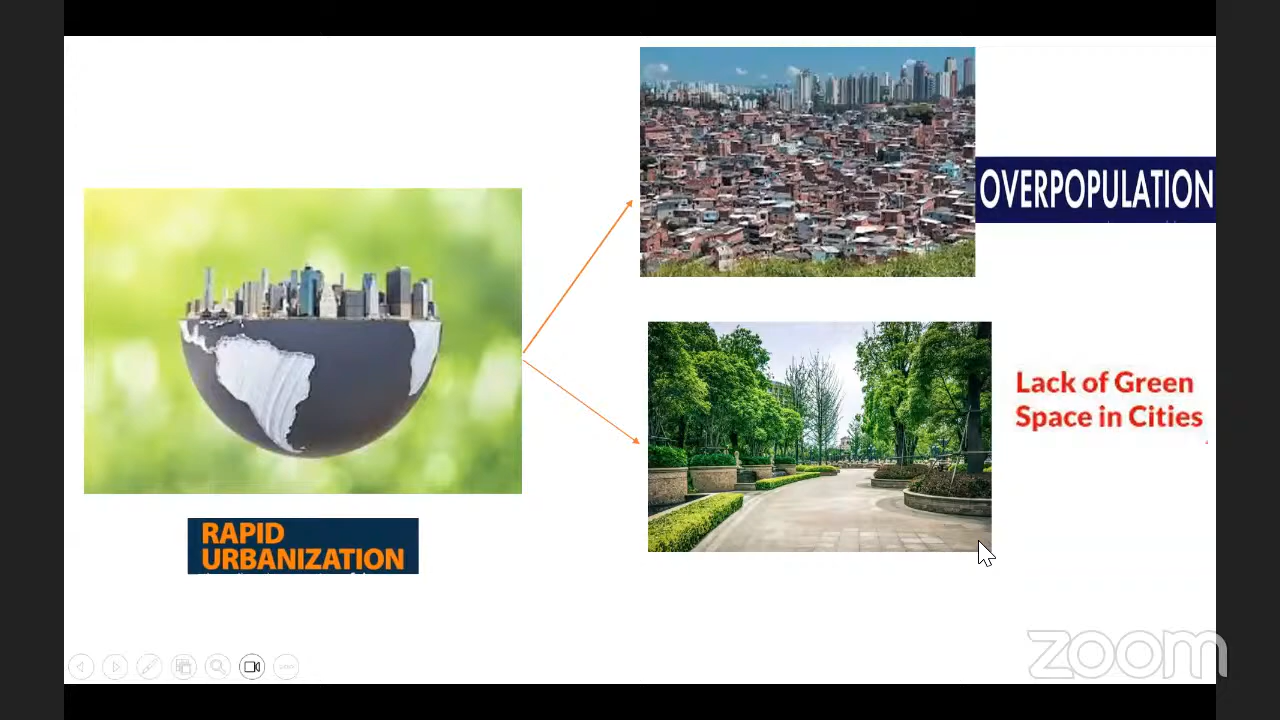 OVERPOPULATION
Lack of Green
Space in Cities
RAPID
URBANIZATION
zoom